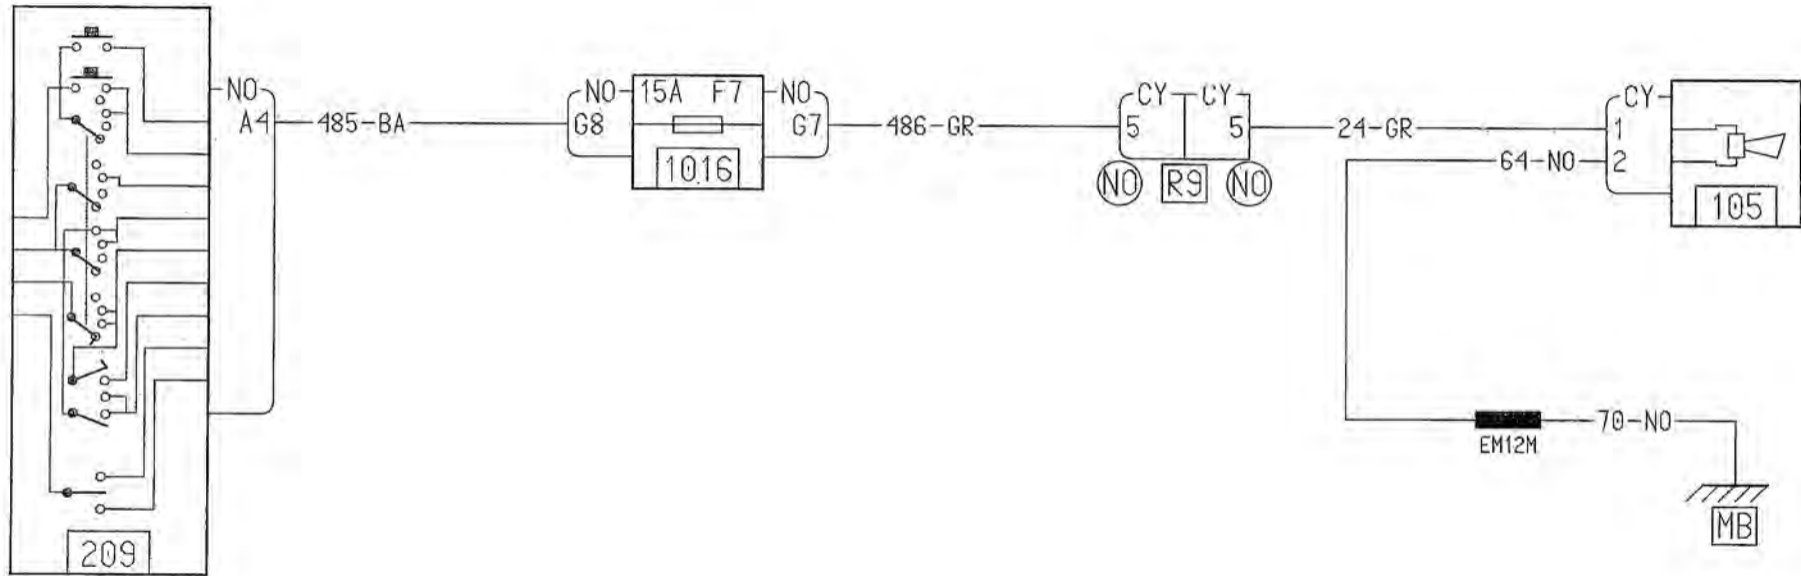 NO
A4
485-BA
209
NO
15A F7
NO
G8
G7
1016
486-GR
CY CY
5 5
NO R9 NO
24-GR
64-NO
CY
1
2
105
EM12M
70-NO
MB